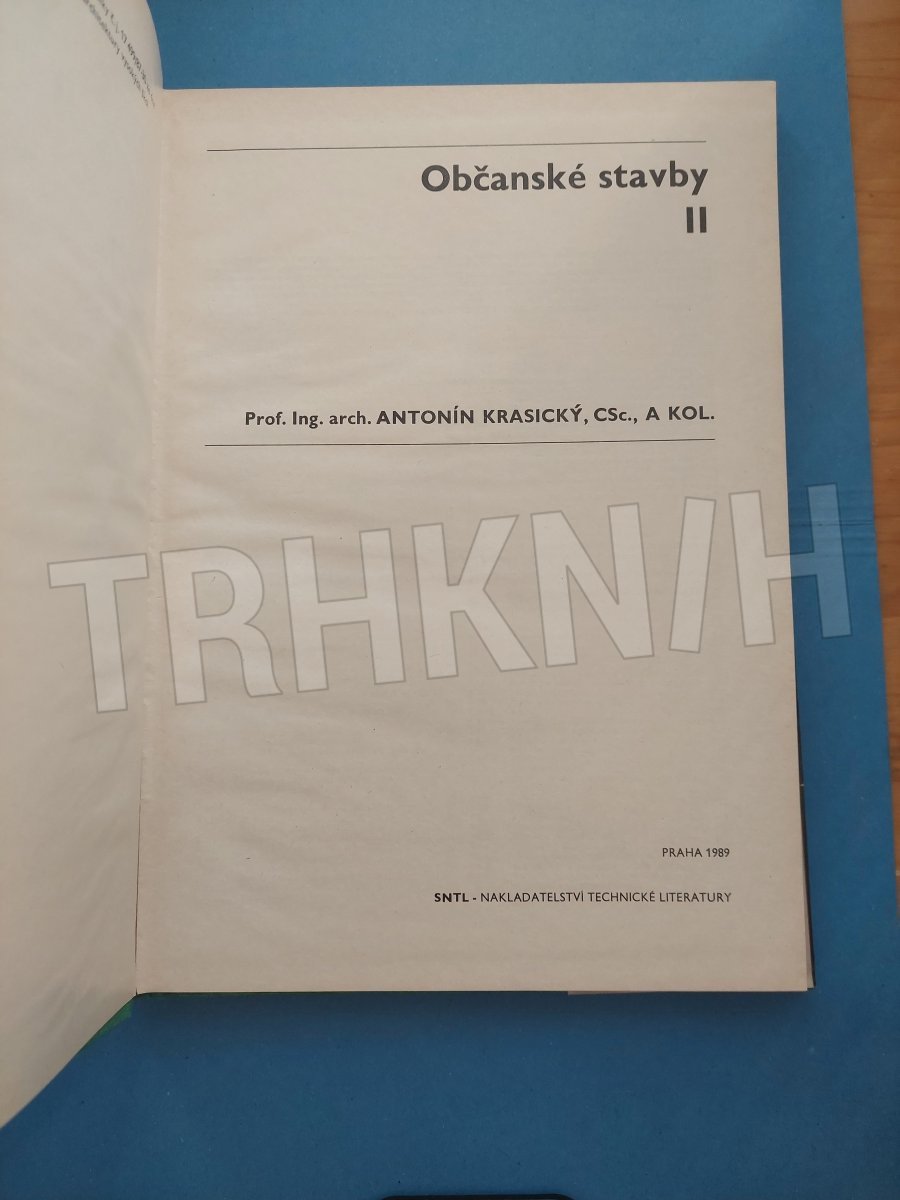 Občanské stavby
II
Prof. Ing. arch. ANTONÍN KRASICKÝ, CSc., A KOL.
TRHKNIH
PRAHA 1989
SNTL - NAKLADATELSTVÍ TECHNICKÉ LITERATURY